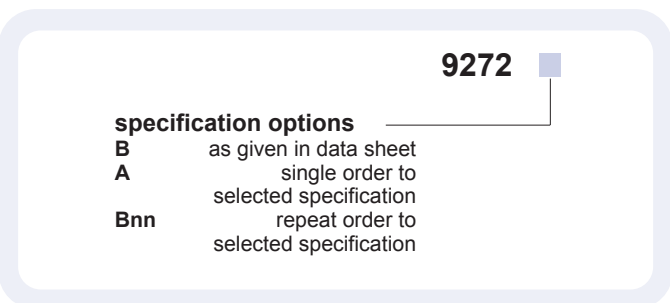 9272
specification options
B as given in data sheet
A single order to
selected specification
Bnn repeat order to
selected specification